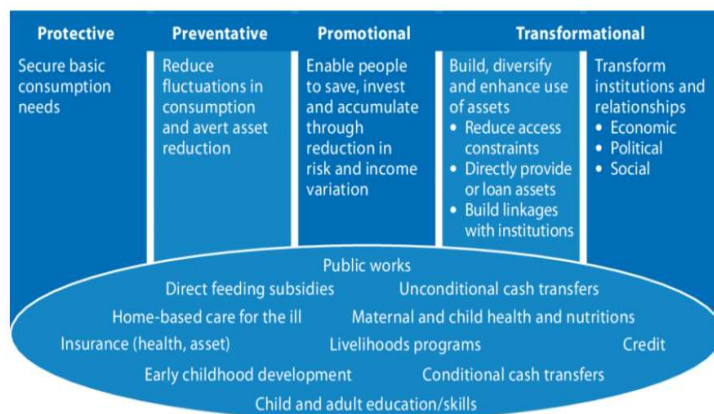 Protective
Preventative
Promotional
Transformational
Secure basic
consumption
needs
Reduce
fluctuations in
consumption
and avert asset
reduction
Enable people
to save, invest
and accumulate
through
reduction in
risk and income
variation
Build, diversify
and enhance use
of assets
• Reduce access
constraints
• Directly provide
or loan assets
• Build linkages
with institutions
Transform
institutions and
relationships
• Economic
• Political
• Social
Public works
Direct feeding subsidies
Unconditional cash transfers
Home-based care for the ill
Maternal and child health and nutritions
Insurance (health, asset)
Livelihoods programs
Credit
Early childhood development
Conditional cash transfers
Child and adult education/skills